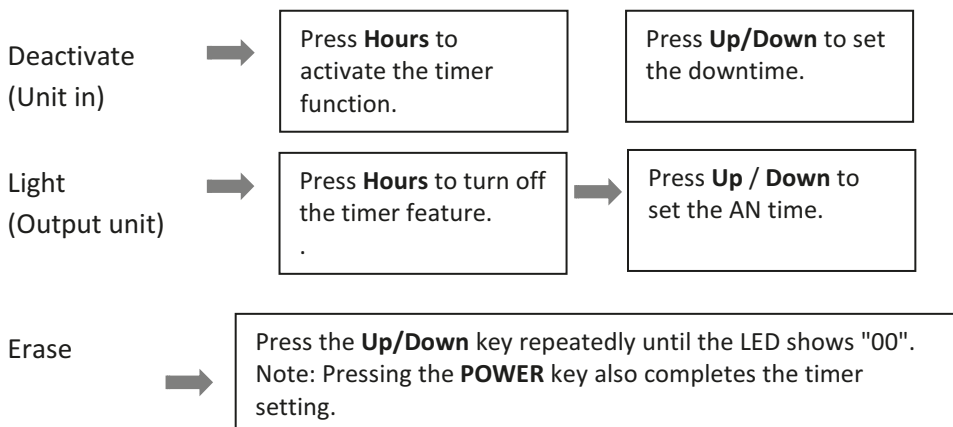 Deactivate
(Unit in)
Press Hours to
activate the timer
function.
Press Up/Down to set
the downtime.
Light
(Output unit)
Press Hours to turn off
the timer feature.
.
Press Up / Down to
set the AN time.
Erase
Press the Up/Down key repeatedly until the LED shows "00".
Note: Pressing the POWER key also completes the timer
setting.